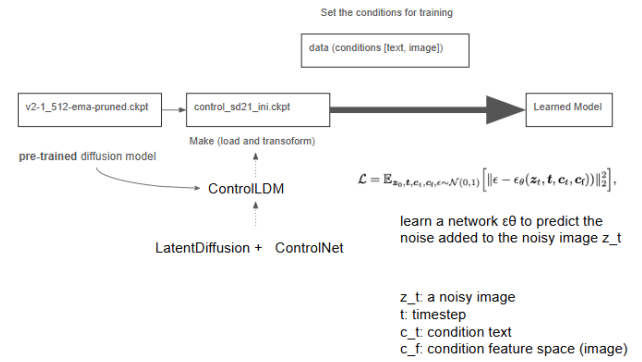 Set the conditions for training
data (conditions [text, image])
v2-1_512-ema-pruned.ckpt
control_sd21_ini.ckpt
Learned Model
Make (load and transoform)
pre-trained diffusion model
ControlLDM
LatentDiffusion + ControlNet
ℒ = 𝔼_{z_0, t, c_t, c_f, ϵ∼𝒩(0,1)} [‖ϵ − ϵ_θ(z_t, t, c_t, c_f))‖_2^2],
learn a network εθ to predict the
noise added to the noisy image z_t
z_t: a noisy image
t: timestep
c_t: condition text
c_f: condition feature space (image)